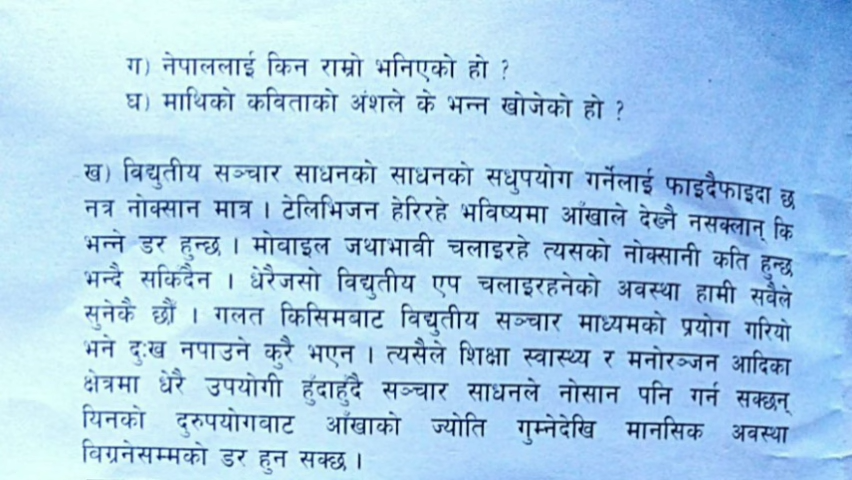 ग) नेपाललाई किन राम्रो भनिएको हो ?
घ) माथिको कविताको अंशले के भन्न खोजेको हो ?
ख) विद्युतीय सञ्चार साधनको साधनको सधुपयोग गर्नेलाई फाइदैफाइदा छ
नत्र नोक्सान मात्र । टेलिभिजन हेरिरहे भविष्यमा आँखाले देख्नै नसक्लान् कि
भन्ने डर हुन्छ । मोवाइल जथाभावी चलाइरहे त्यसको नोक्सानी कति हुन्छ
भन्दै सकिदैन । धेरैजसो विद्युतीय एप चलाइरहनेको अवस्था हामी सवैले
सुनेकै छौं । गलत किसिमबाट विद्युतीय सञ्चार माध्यमको प्रयोग गरियो
भने दुःख नपाउने कुरै भएन । त्यसैले शिक्षा स्वास्थ्य र मनोरञ्जन आदिका
क्षेत्रमा धेरै उपयोगी हुँदाहुँदै सञ्चार साधनले नोसान पनि गर्न सक्छन्
यिनको दुरुपयोगवाट आँखाको ज्योति गुम्नेदेखि मानसिक अवस्था
विग्रनेसम्मको डर हुन सक्छ ।